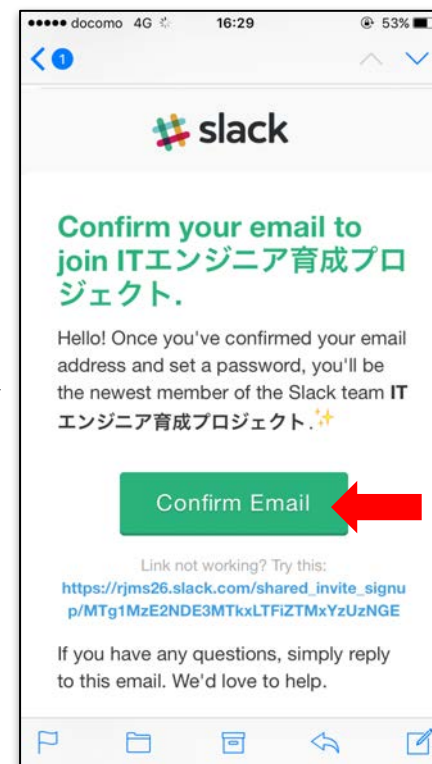 docomo 4G 16:29 53%
1
slack
Confirm your email to
join ITエンジニア育成プロ
ジェクト.
Hello! Once you've confirmed your email
address and set a password, you'll be
the newest member of the Slack team IT
エンジニア育成プロジェクト.✨
Confirm Email
Link not working? Try this:
https://rjms26.slack.com/shared_invite_signu
p/MTg1MzE2NDE3MTkxLTFiZTMxYzUzNGE
If you have any questions, simply reply
to this email. We'd love to help.